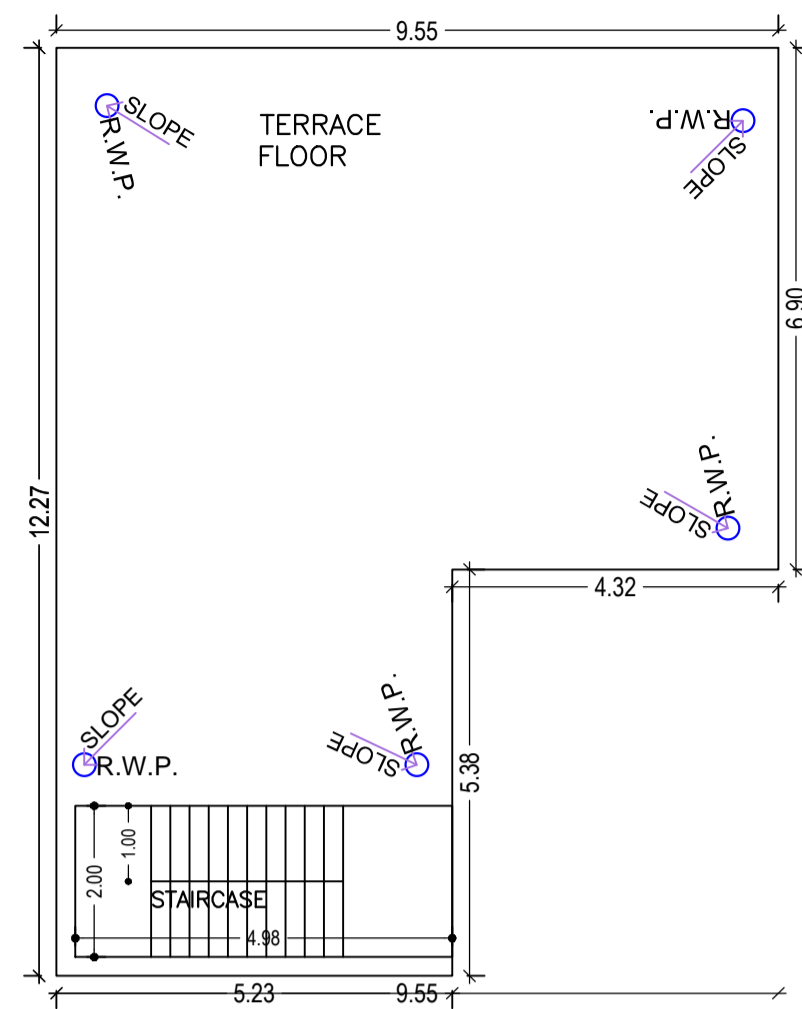 9.55
SLOPE
R.W.P.
TERRACE
FLOOR
R.W.P.
SLOPE
6.90
12.27
R.W.P.
SLOPE
4.32
SLOPE
R.W.P.
R.W.P.
SLOPE
5.38
1.00
2.00
STAIRCASE
4.98
5.23
9.55